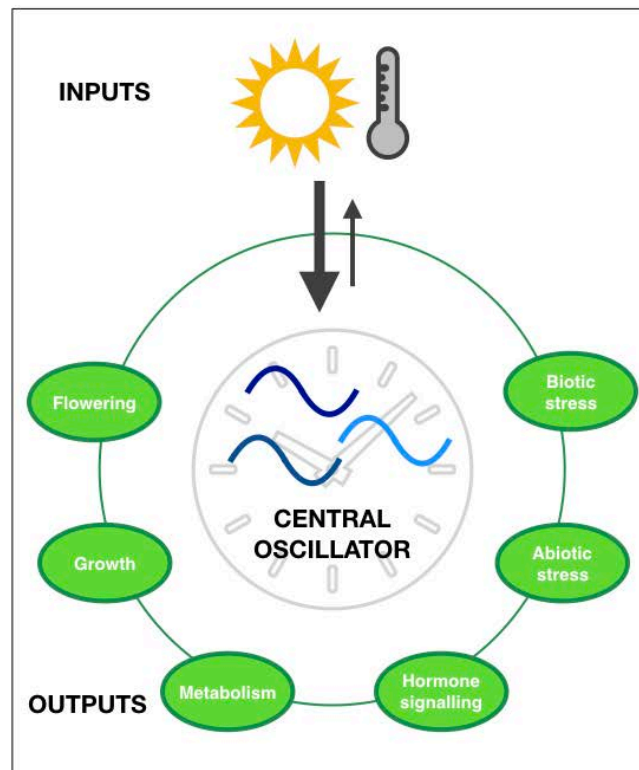 INPUTS
Flowering
Biotic
stress
CENTRAL
OSCILLATOR
Growth
Abiotic
stress
Metabolism
Hormone
signalling
OUTPUTS